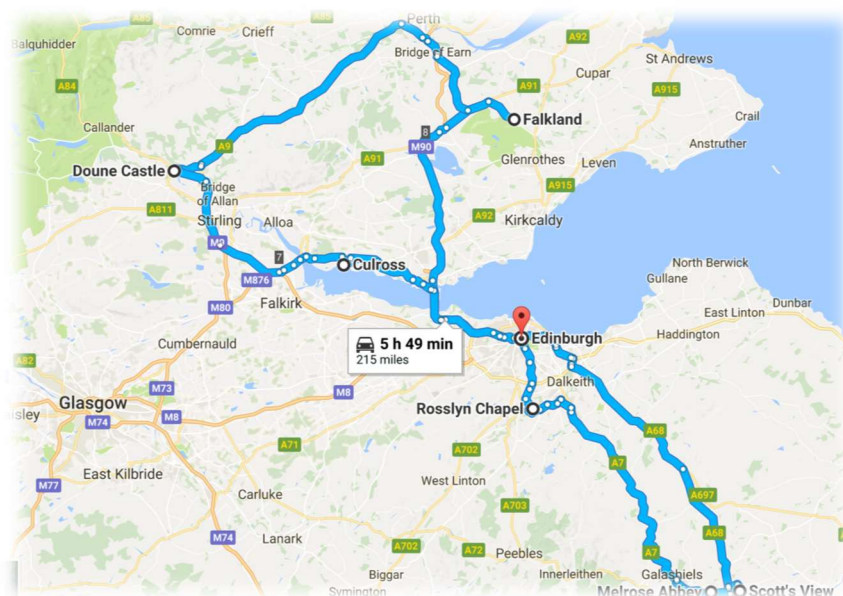 A85
Perth
Balquhidder
Comrie
Crieff
Bridge of Earn
A92
St Andrews
A84
A91
Cupar
A915
Falkland
Crail
Callander
8
A9
M90
Anstruther
A91
Glenrothes
Leven
Doune Castle
Bridge
of Allan
A915
A811
Stirling
Alloa
A92
Kirkcaldy
M9
7
Culross
North Berwick
M876
Gullane
Falkirk
M80
Dunbar
East Linton
Edinburgh
Haddington
5 h 49 min
215 miles
Cumbernauld
A82
Dalkeith
M73
M8
Glasgow
Rosslyn Chapel
M74
M8
A68
A71
A702
A7
East Kilbride
M77
West Linton
Carluke
A697
A703
A68
Lanark
M74
A702
A72
Peebles
A7
Biggar
Innerleithen
Galashiels
Symington
Melrose Abbey
Scott's View